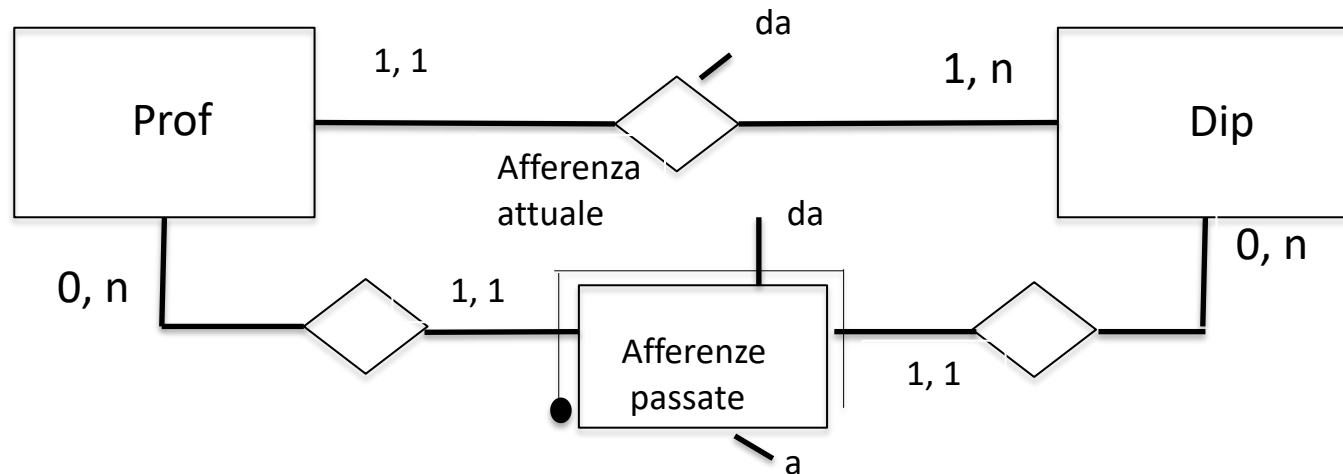 da
1, 1
1, n
Prof
Dip
Afferenza
attuale
da
0, n
0, n
1, 1
Afferenze
passate
1, 1
a